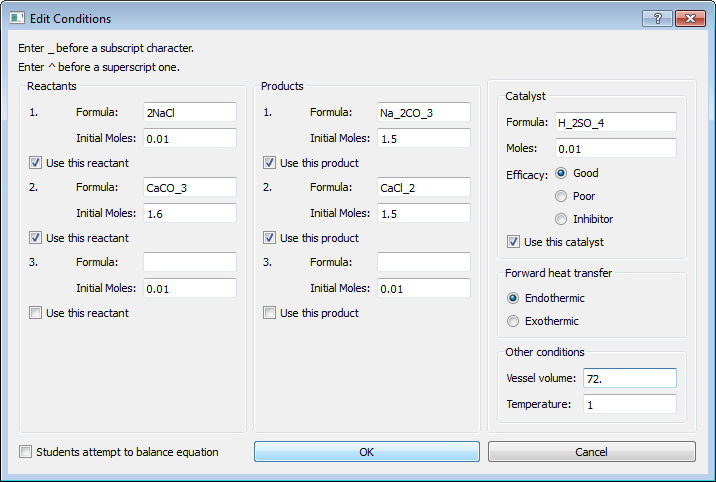 Edit Conditions
Enter _ before a subscript character.
Enter ^ before a superscript one.
Reactants
1. Formula: 2NaCl
Initial Moles: 0.01
Use this reactant
2. Formula: CaCO_3
Initial Moles: 1.6
Use this reactant
3. Formula:
Initial Moles: 0.01
Use this reactant
Products
1. Formula: Na_2CO_3
Initial Moles: 1.5
Use this product
2. Formula: CaCl_2
Initial Moles: 1.5
Use this product
3. Formula:
Initial Moles: 0.01
Use this product
Catalyst
Formula: H_2SO_4
Moles: 0.01
Efficacy: Good
Poor
Inhibitor
Use this catalyst
Forward heat transfer
Endothermic
Exothermic
Other conditions
Vessel volume: 72.
Temperature: 1
Students attempt to balance equation
OK
Cancel